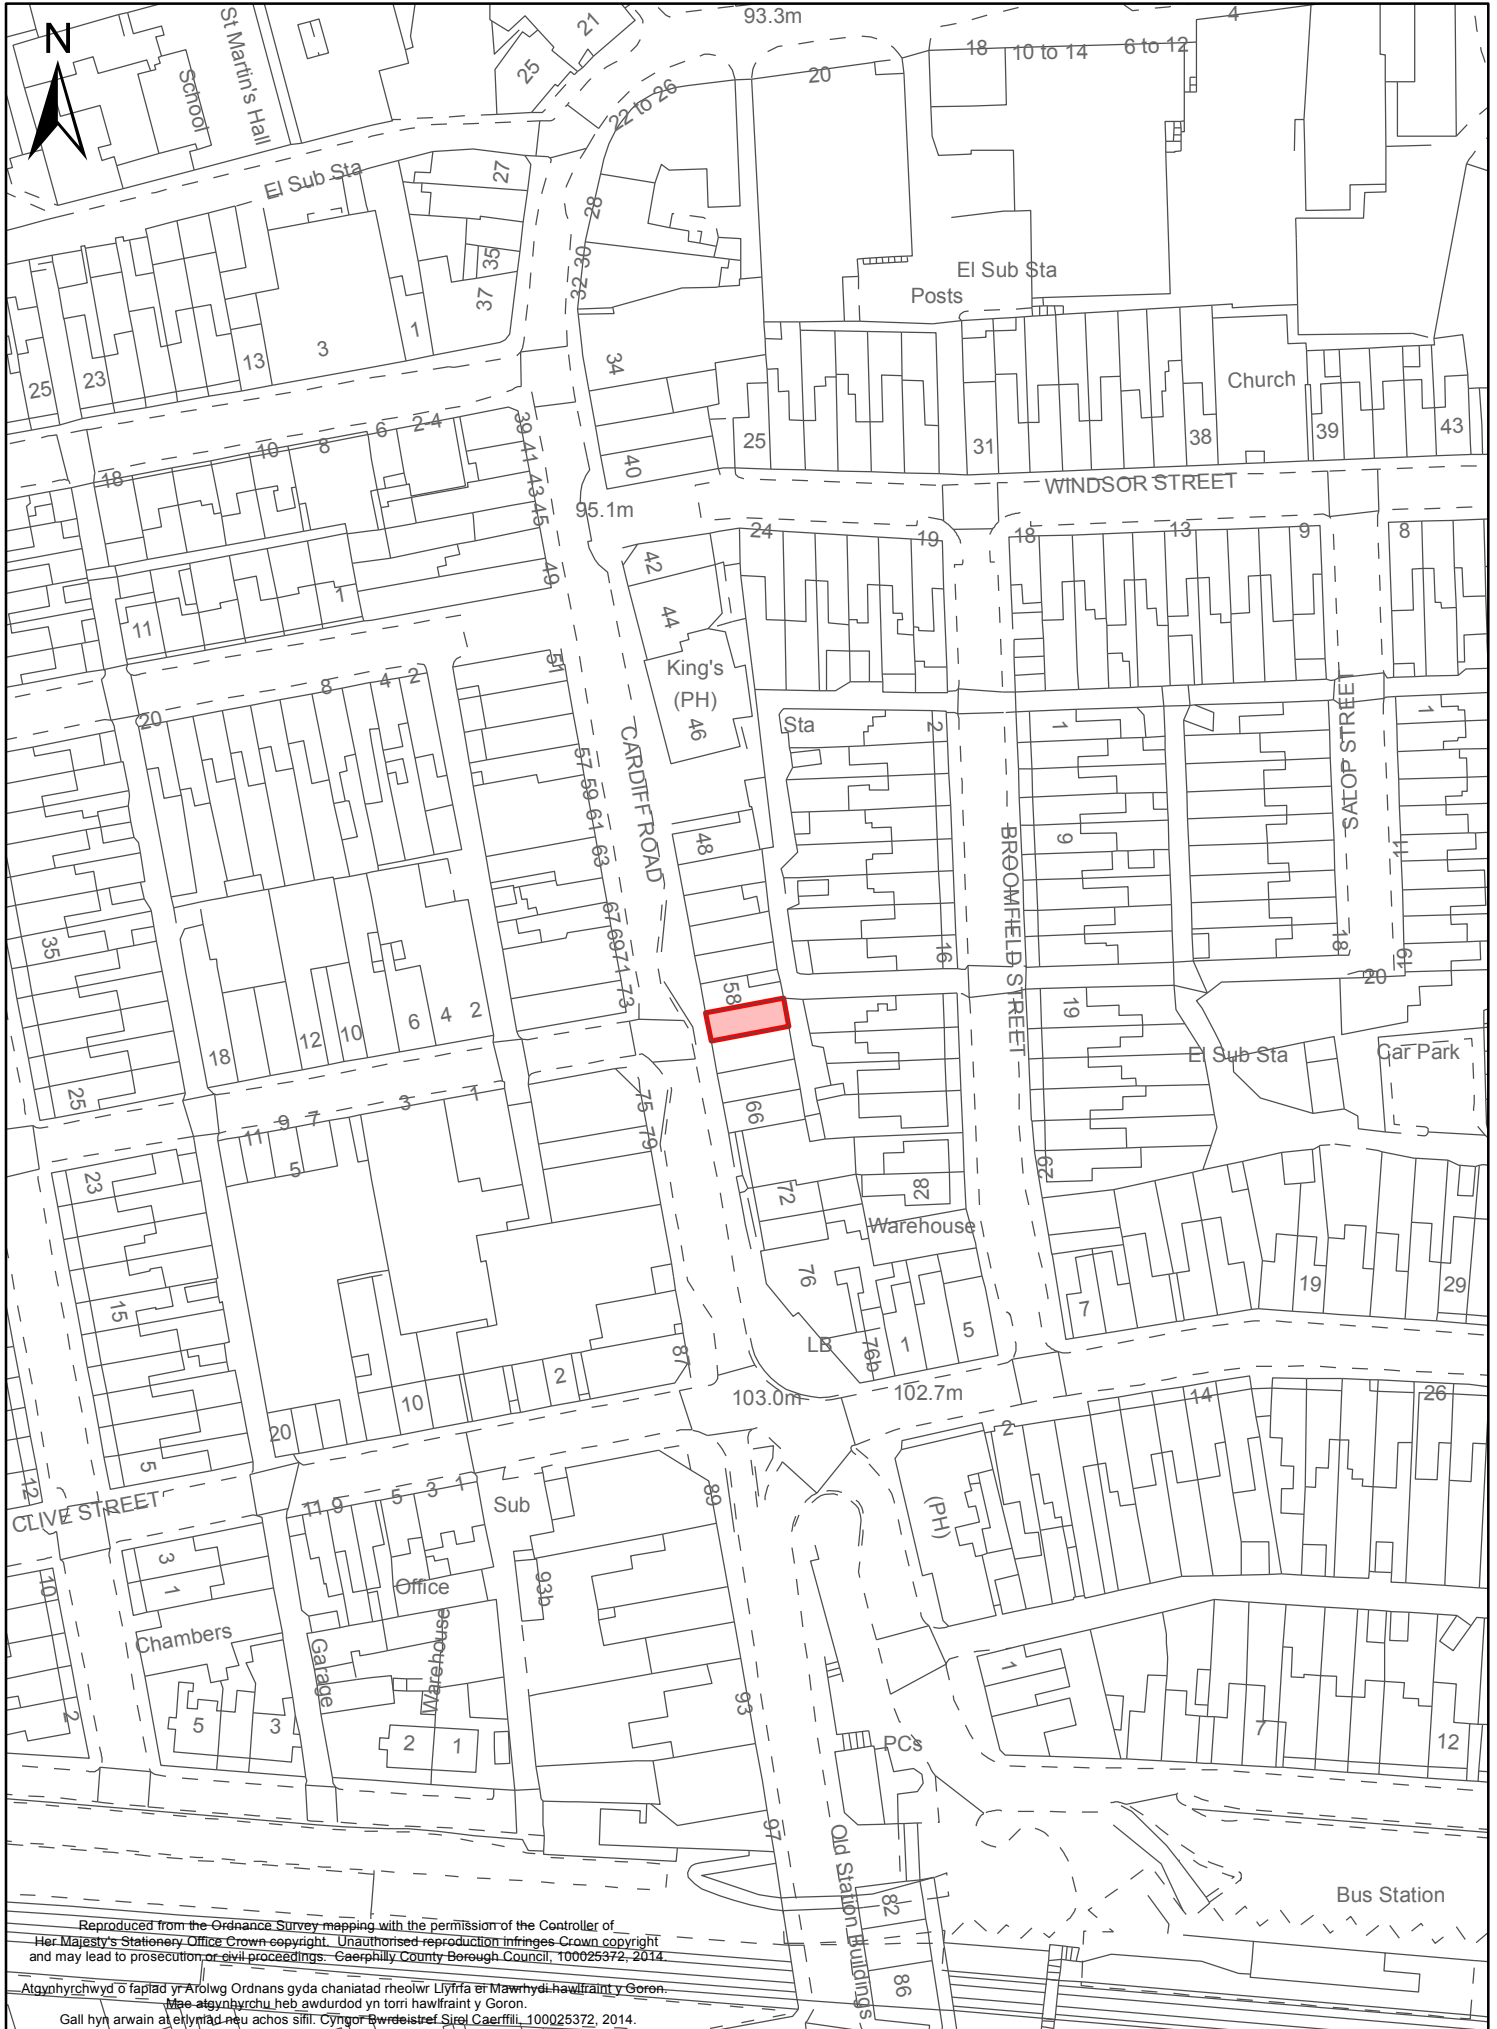 N
St Martin's Hall
School
21
25
93.3m
4
18
10 to 14
6 to 12
20
22 to 26
El Sub Sta
27
28
35
37
32 30
El Sub Sta
Posts
1
3
13
23
25
34
Church
39
43
38
31
25
40
2-4
6
8
10
18
39 41 43 45
WINDSOR STREET
95.1m
24
19
18
13
9
8
42
44
49
1
11
King's
(PH)
46
51
8
4
2
20
Sta
2
1
1
CARDIFF ROAD
57 59 61 63
SALOP STREET
BROOMFIELD STREET
48
9
11
67 69 71 73
35
16
18
19
20
58
19
18
12
10
6
4
2
El Sub Sta
Car Park
25
75
79
66
11
9
7
3
1
5
23
72
28
29
Warehouse
76
19
29
15
7
5
1
LB
76b
87
2
10
103.0m
102.7m
14
26
20
2
5
12
CLIVE STREET
11 9
5
3
1
Sub
89
(PH)
3
1
10
Office
93b
Chambers
Garage
Warehouse
1
2
5
3
2
1
93
PCs
7
12
97
Old Station Buildings
82
86
Bus Station
Reproduced from the Ordnance Survey mapping with the permission of the Controller of
Her Majesty's Stationery Office Crown copyright. Unauthorised reproduction infringes Crown copyright
and may lead to prosecution or civil proceedings. Caerphilly County Borough Council, 100025372, 2014.
Atgynhyrchwyd o fapiad yr Arolwg Ordnans gyda chaniatad rheolwr Llyfrfa ei Mawrhydi hawlfraint y Goron.
Mae atgynhyrchu heb awdurdod yn torri hawlfraint y Goron.
Gall hyn arwain at erlyniad neu achos sifil. Cyngor Bwrdeistref Sirol Caerffili, 100025372, 2014.